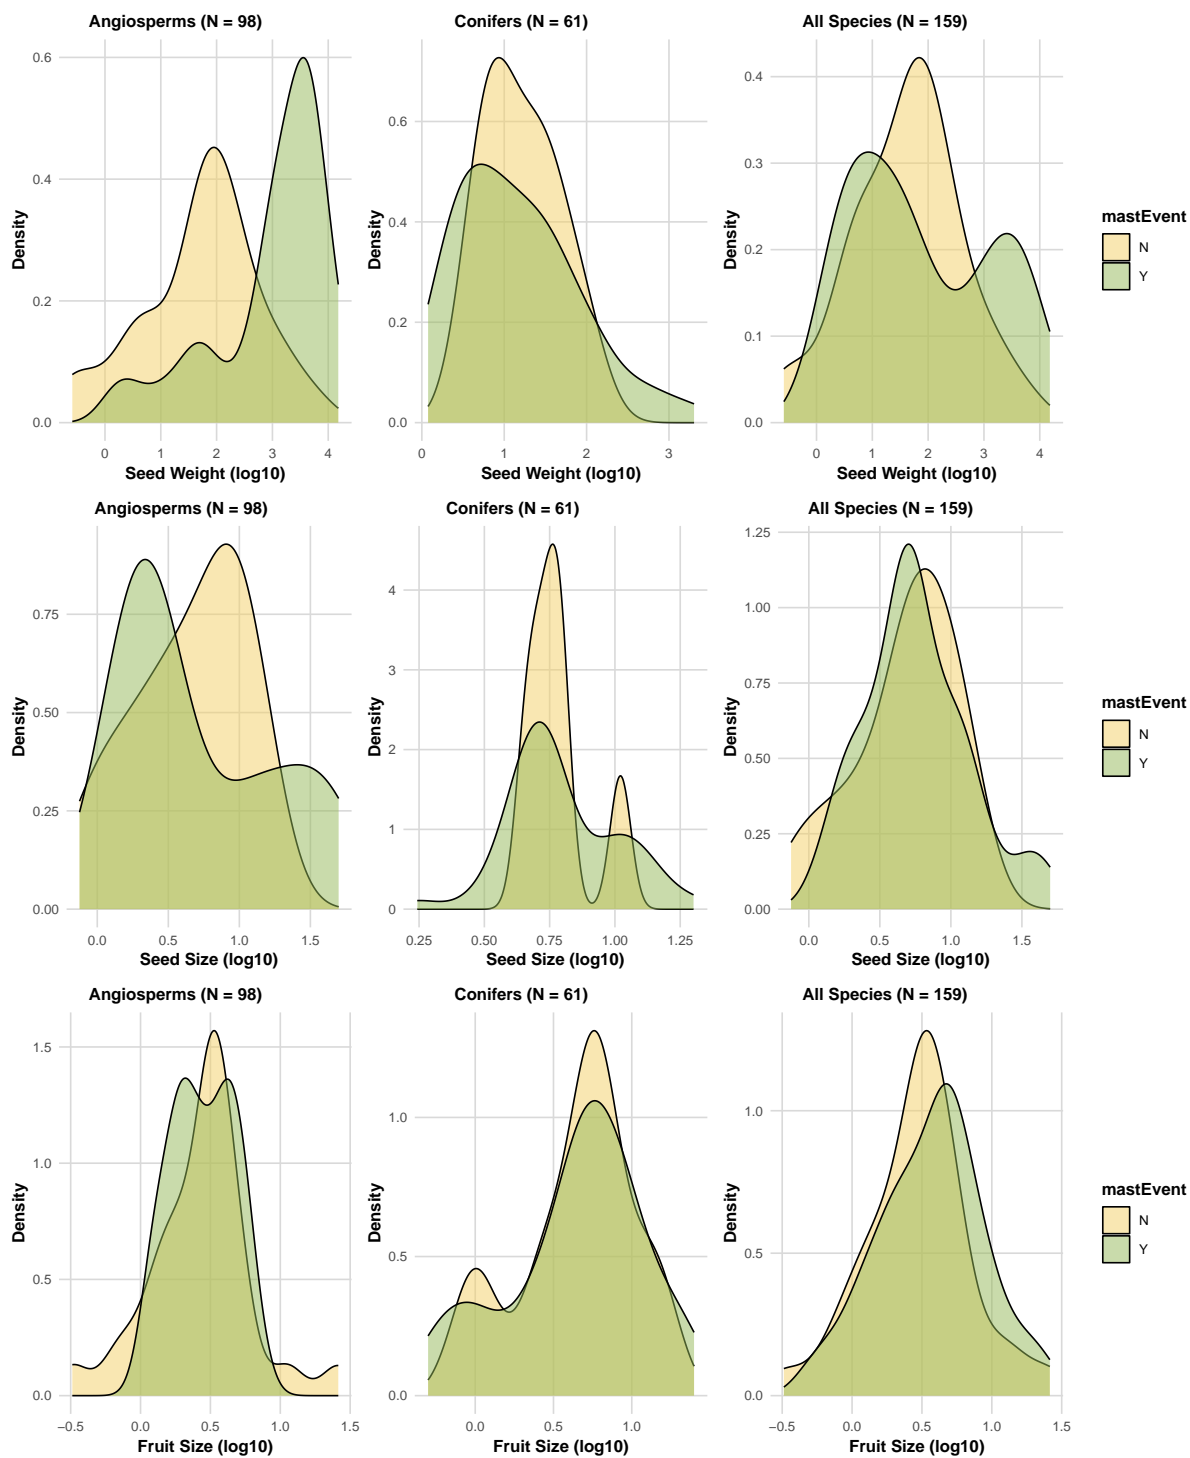 Angiosperms (N = 98)
Conifers (N = 61)
All Species (N = 159)
0.6
0.4
0.2
0.0
Density
0 1 2 3 4
Seed Weight (log10)
0.6
0.4
0.2
0.0
Density
0 1 2 3
Seed Weight (log10)
0.4
0.3
0.2
0.1
0.0
Density
0 1 2 3 4
Seed Weight (log10)
mastEvent
N
Y
Angiosperms (N = 98)
Conifers (N = 61)
All Species (N = 159)
0.75
0.50
0.25
0.00
Density
0.0 0.5 1.0 1.5
Seed Size (log10)
4
3
2
1
0
Density
0.25 0.50 0.75 1.00 1.25
Seed Size (log10)
1.25
1.00
0.75
0.50
0.25
0.00
Density
0.0 0.5 1.0 1.5
Seed Size (log10)
mastEvent
N
Y
Angiosperms (N = 98)
Conifers (N = 61)
All Species (N = 159)
1.5
1.0
0.5
0.0
Density
−0.5 0.0 0.5 1.0 1.5
Fruit Size (log10)
1.0
0.5
0.0
Density
0.0 0.5 1.0
Fruit Size (log10)
1.0
0.5
0.0
Density
−0.5 0.0 0.5 1.0 1.5
Fruit Size (log10)
mastEvent
N
Y